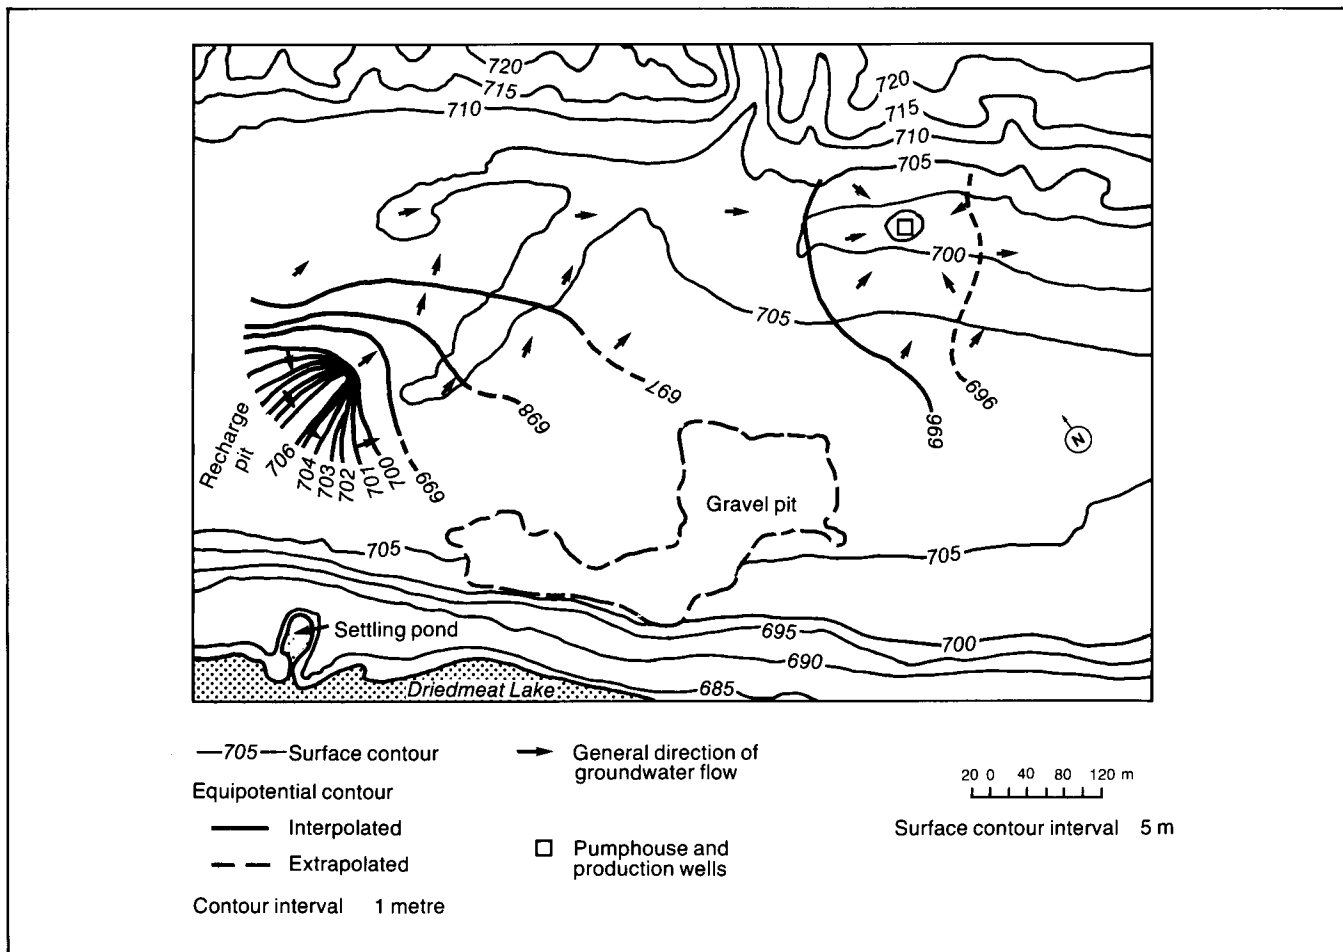 720
715
710
720
715
710
705
700
705
697
698
699
696
696
N
Recharge
pit
706
704
703
702
701
700
Gravel pit
705
705
Settling pond
695
700
690
685
Driedmeat Lake
705 Surface contour
Equipotential contour
Interpolated
Extrapolated
Contour interval 1 metre
General direction of
groundwater flow
Pumphouse and
production wells
20 0 40 80 120 m
Surface contour interval 5 m